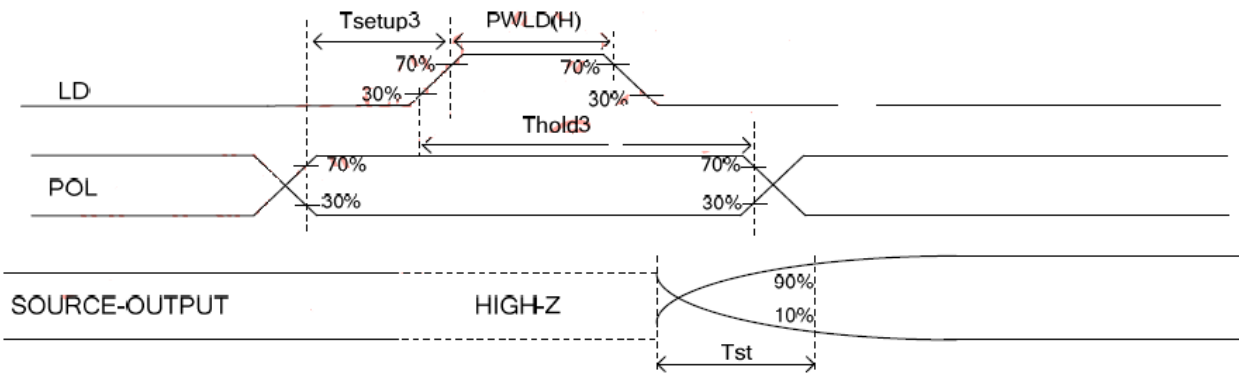 Tsetup3 PWLD(H)
70% 70%
LD
30% 30%
Thold3
70% 70%
POL
30% 30%
90%
SOURCE-OUTPUT HIGH-Z
10%
Tst